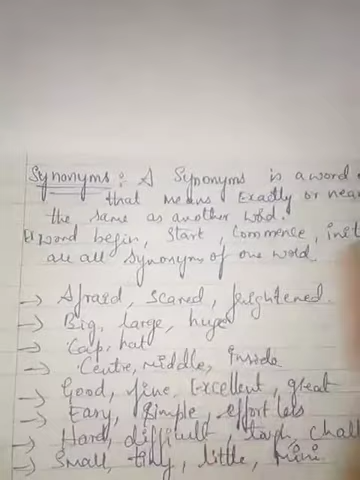 Synonyms : A Synonyms is a word
that means Exactly or near
the same as another word.
word begin, Start, Commence, init
are all Synonyms of one word
→ Afraid, Scared, frightened.
→ Big, large, huge
→ Cap, hat
→ Centre, middle, Inside
→ Good, fine, Excellent, great
→ Easy, Simple, effort less
→ Hard, difficult, tough, chall
→ Small, tiny, little, mini